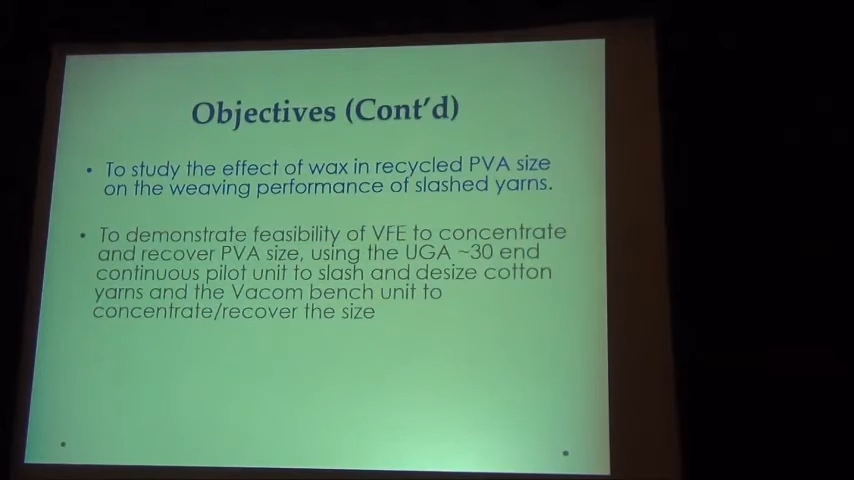 Objectives (Cont'd)
• To study the effect of wax in recycled PVA size
on the weaving performance of slashed yarns.
• To demonstrate feasibility of VFE to concentrate
and recover PVA size, using the UGA ~30 end
continuous pilot unit to slash and desize cotton
yarns and the Vacom bench unit to
concentrate/recover the size